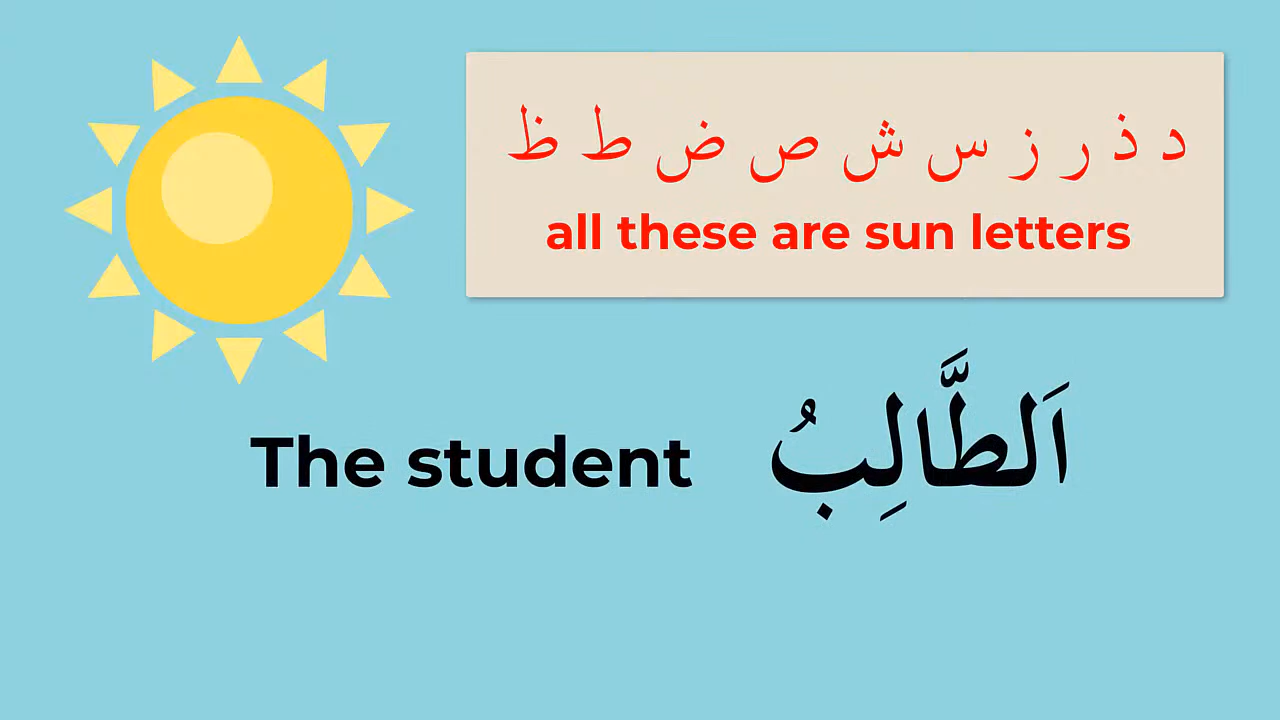 د ذ ر ز س ش ص ض ط ظ
all these are sun letters
The student اَلطَّالِبُ